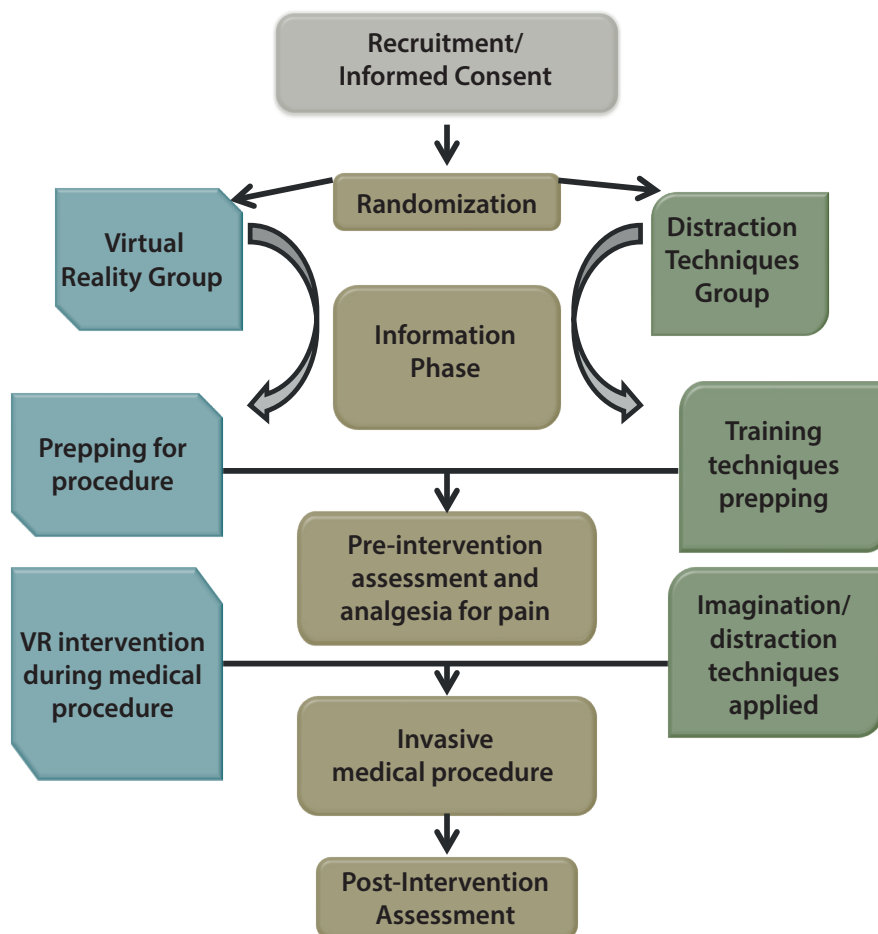 Recruitment/
Informed Consent
Randomization
Virtual
Reality Group
Distraction
Techniques
Group
Information
Phase
Prepping for
procedure
Training
techniques
prepping
Pre-intervention
assessment and
analgesia for pain
VR intervention
during medical
procedure
Imagination/
distraction
techniques
applied
Invasive
medical procedure
Post-Intervention
Assessment